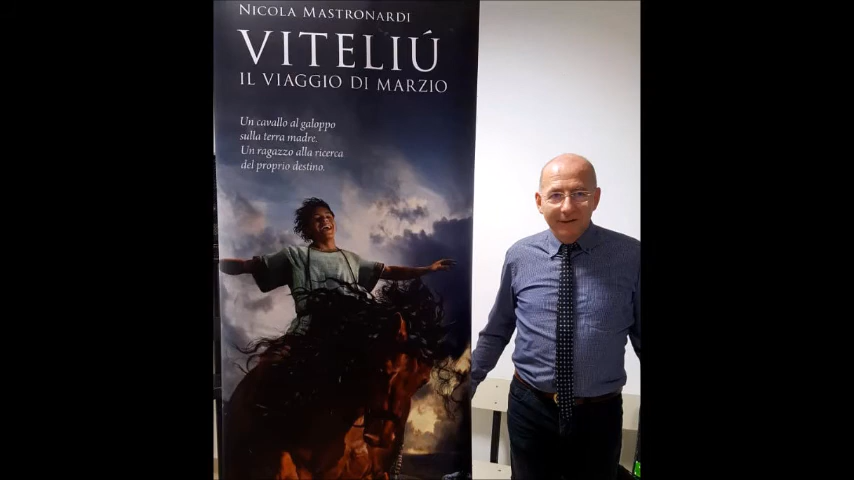 NICOLA MASTRONARDI
VITELIÚ
IL VIAGGIO DI MARZIO
Un cavallo al galoppo
sulla terra madre.
Un ragazzo alla ricerca
del proprio destino.